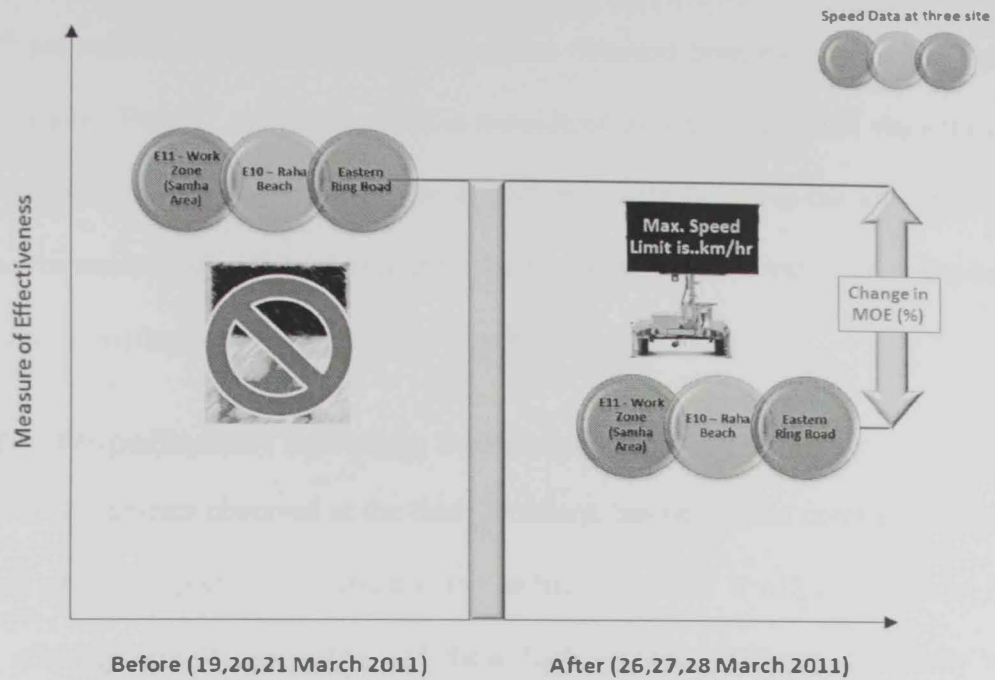 Speed Data at three site
Measure of Effectiveness
E11 - Work
Zone
(Samha
Area)
E10 – Raha
Beach
Eastern
Ring Road
Max. Speed
Limit is..km/hr
Change in
MOE (%)
E11 - Work
Zone
(Samha
Area)
E10 – Raha
Beach
Eastern
Ring Road
Before (19,20,21 March 2011)
After (26,27,28 March 2011)